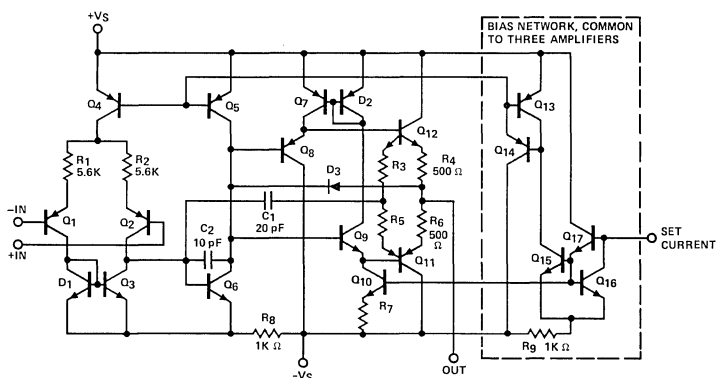 +VS
BIAS NETWORK, COMMON
TO THREE AMPLIFIERS
Q4
Q5
Q7
D2
Q13
Q12
Q14
Q8
R1
5.6K
R2
5.6K
R3
R4
500 Ω
D3
−IN
Q1
Q2
+IN
C1
20 pF
R5
R6
500
Ω
Q17
SET
CURRENT
C2
10 pF
Q9
Q11
Q15
Q10
Q16
D1
Q3
Q6
R7
R8
1K Ω
R9
1K Ω
−VS
OUT